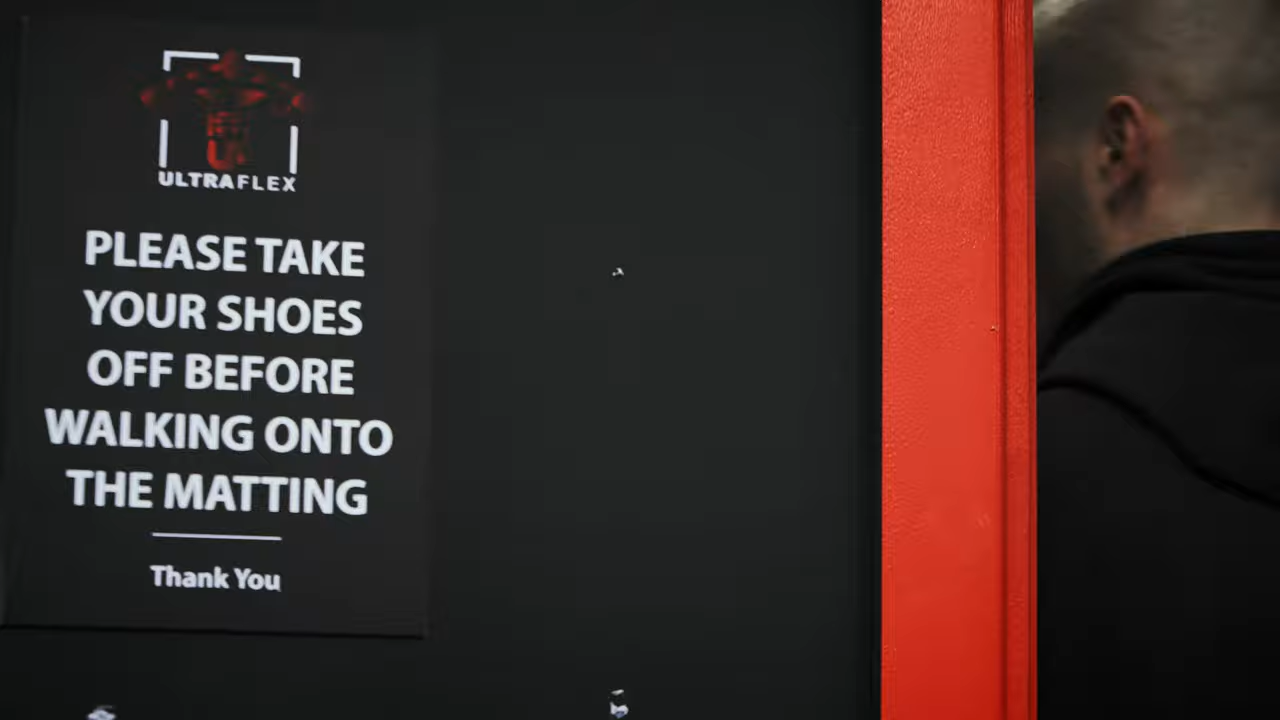 ULTRAFLEX
PLEASE TAKE
YOUR SHOES
OFF BEFORE
WALKING ONTO
THE MATTING
Thank You